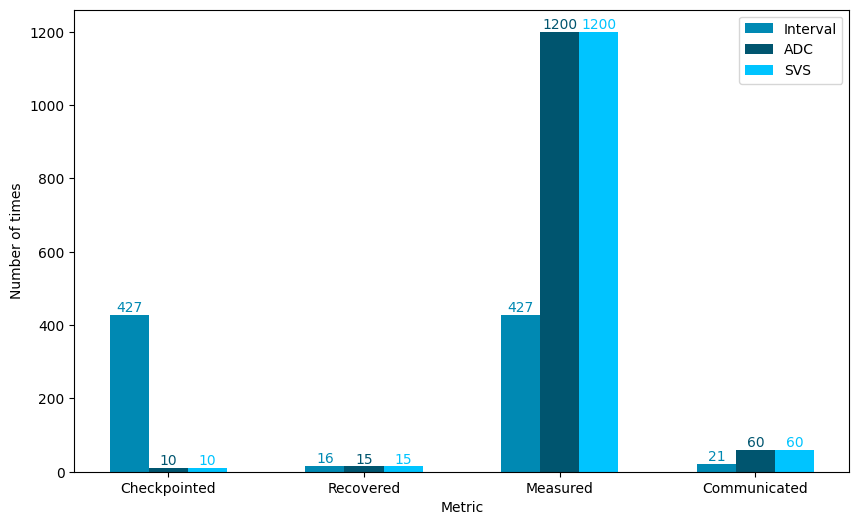 1200
1000
800
600
400
200
0
Number of times
427
10
10
16
15
15
427
1200
1200
21
60
60
Checkpointed
Recovered
Measured
Communicated
Metric
Interval
ADC
SVS